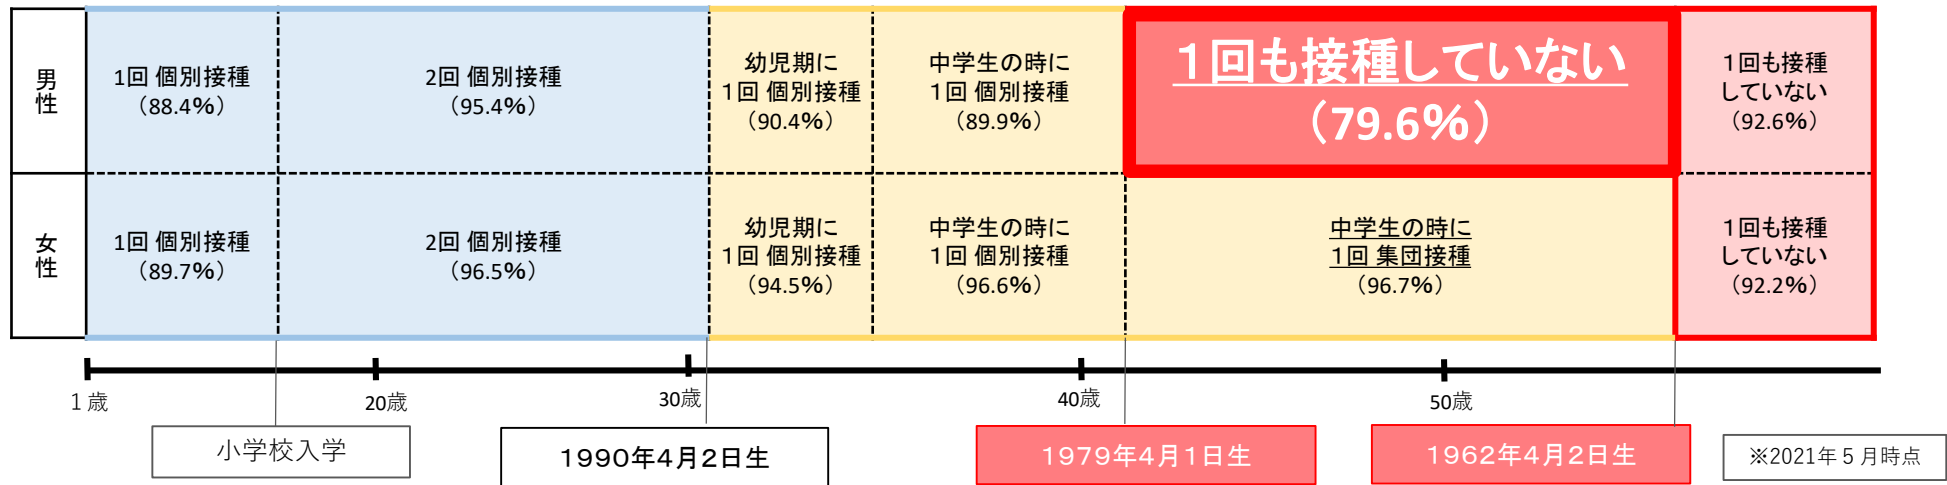 男
性
1回 個別接種
（88.4%）
2回 個別接種
（95.4%）
幼児期に
1回 個別接種
（90.4%）
中学生の時に
1回 個別接種
（89.9%）
1回も接種していない
（79.6%）
1回も接種
していない
（92.6%）
女
性
1回 個別接種
（89.7%）
2回 個別接種
（96.5%）
幼児期に
1回 個別接種
（94.5%）
中学生の時に
1回 個別接種
（96.6%）
中学生の時に
1回 集団接種
（96.7%）
1回も接種
していない
（92.2%）
1歳
20歳
30歳
40歳
50歳
小学校入学
1990年4月2日生
1979年4月1日生
1962年4月2日生
※2021年5月時点